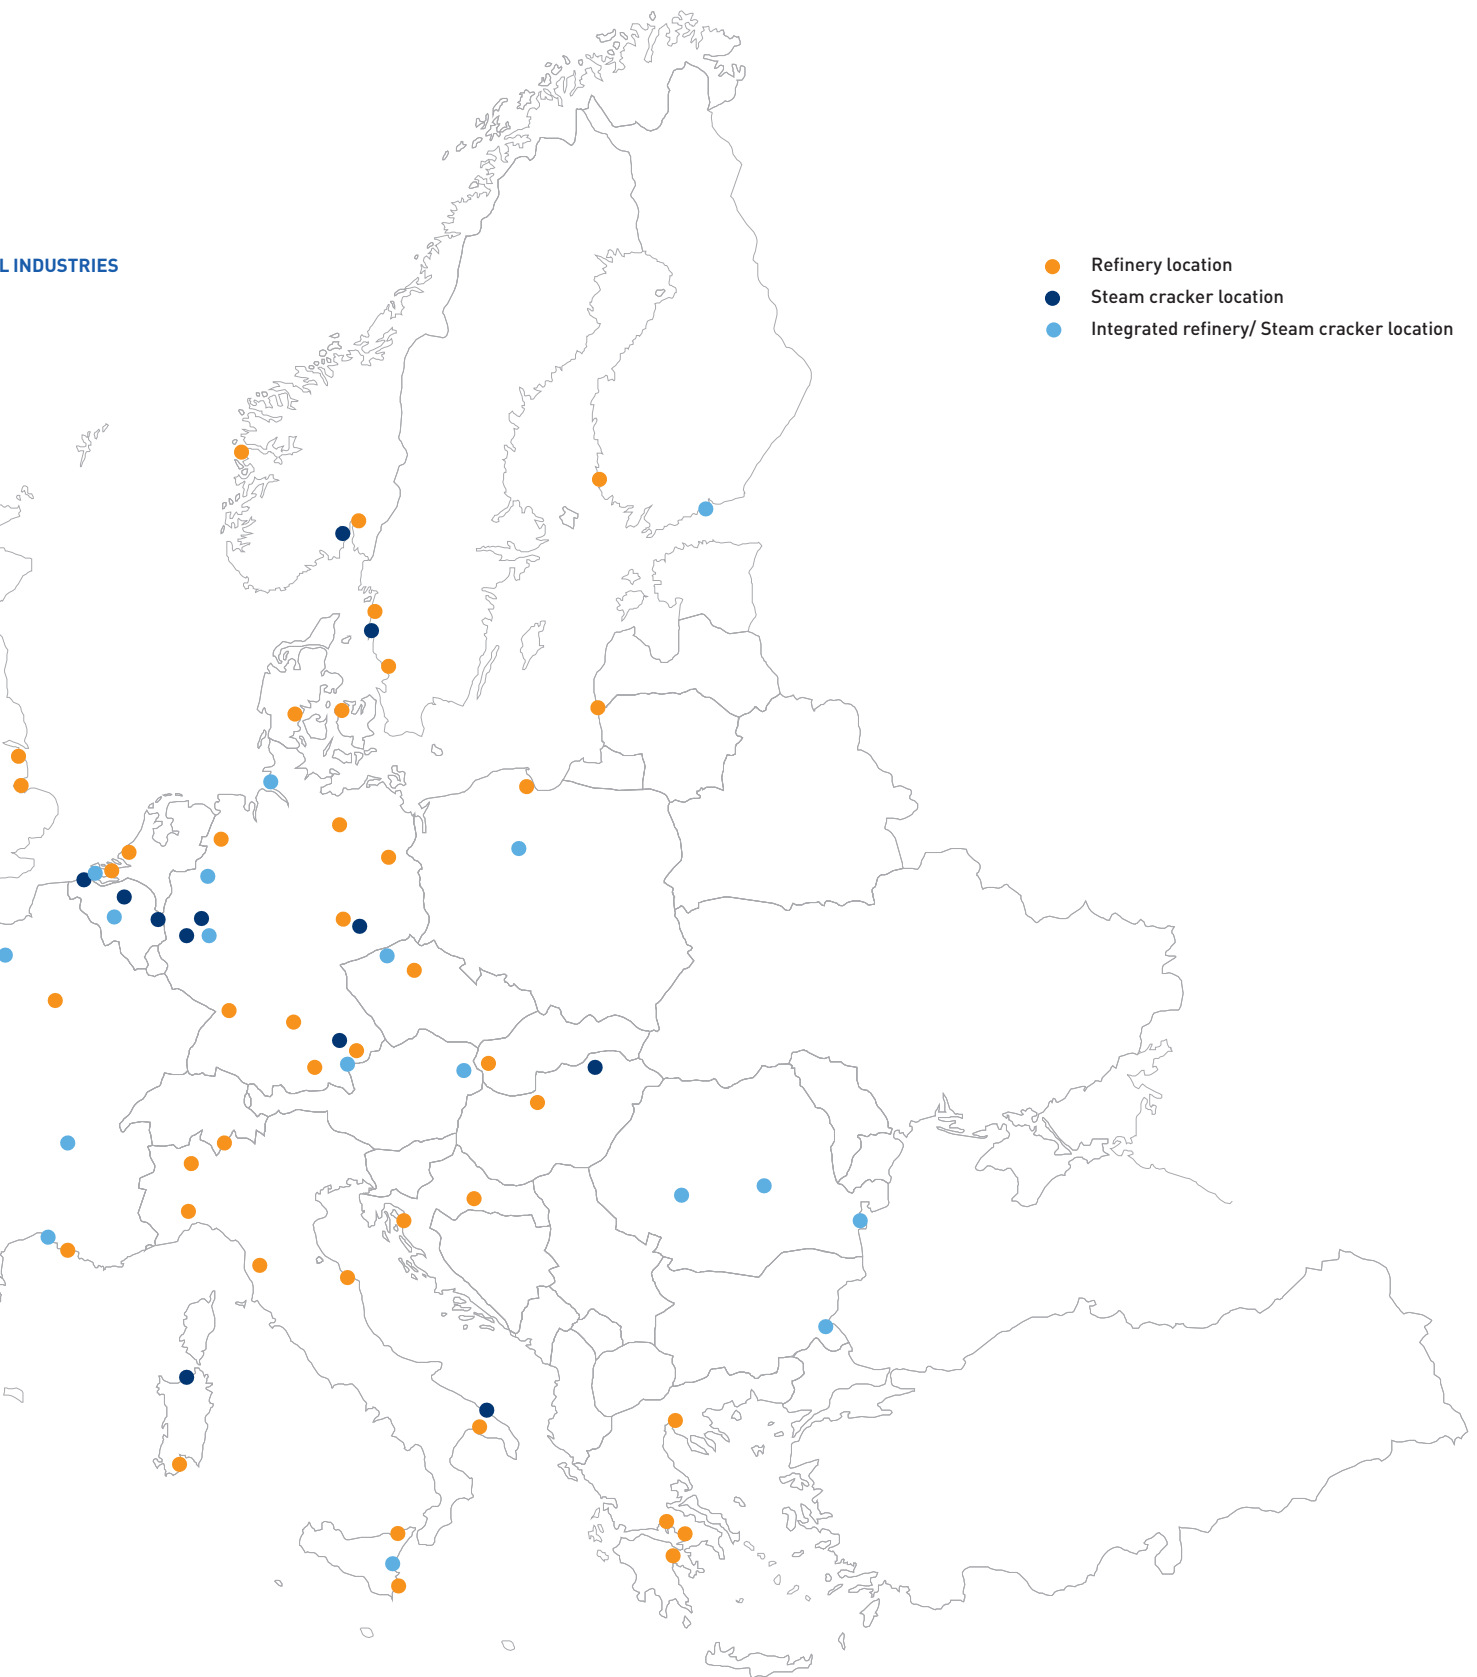 L INDUSTRIES
Refinery location
Steam cracker location
Integrated refinery/ Steam cracker location